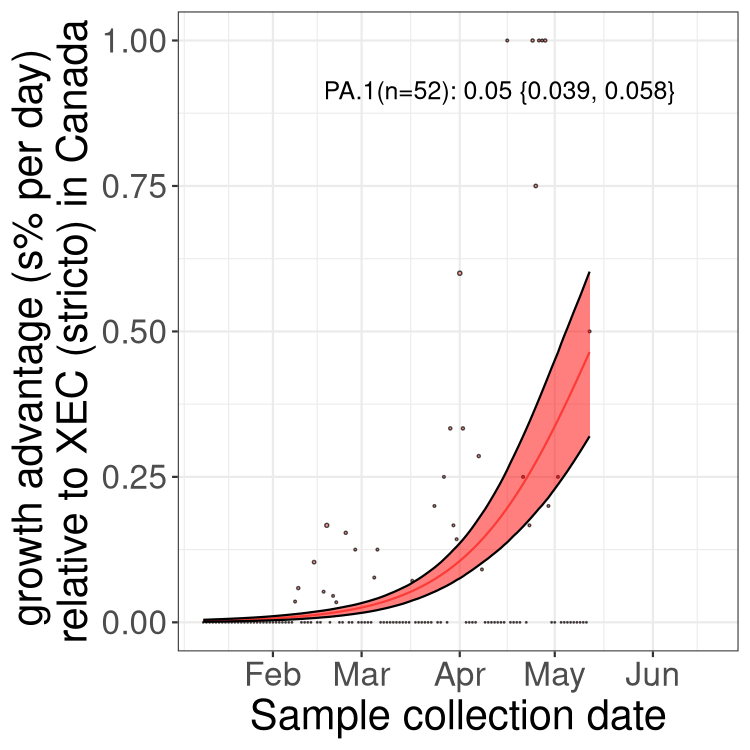 growth advantage (s% per day)
relative to XEC (stricto) in Canada
1.00
0.75
0.50
0.25
0.00
PA.1(n=52): 0.05 {0.039, 0.058}
Feb Mar Apr May Jun
Sample collection date